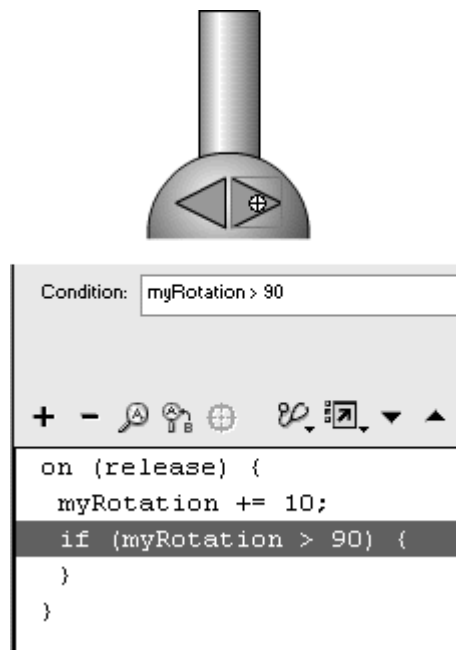 Condition: myRotation > 90
on (release) {
myRotation += 10;
if (myRotation > 90) {
}
}